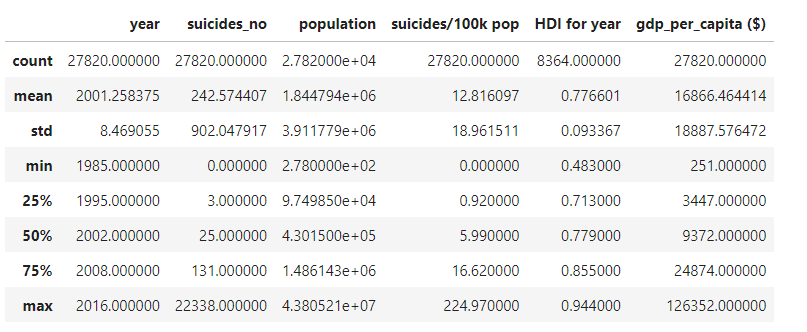 year suicides_no population suicides/100k pop HDI for year gdp_per_capita ($)
count 27820.000000 27820.000000 2.782000e+04 27820.000000 8364.000000 27820.000000
mean 2001.258375 242.574407 1.844794e+06 12.816097 0.776601 16866.464414
std 8.469055 902.047917 3.911779e+06 18.961511 0.093367 18887.576472
min 1985.000000 0.000000 2.780000e+02 0.000000 0.483000 251.000000
25% 1995.000000 3.000000 9.749850e+04 0.920000 0.713000 3447.000000
50% 2002.000000 25.000000 4.301500e+05 5.990000 0.779000 9372.000000
75% 2008.000000 131.000000 1.486143e+06 16.620000 0.855000 24874.000000
max 2016.000000 22338.000000 4.380521e+07 224.970000 0.944000 126352.000000